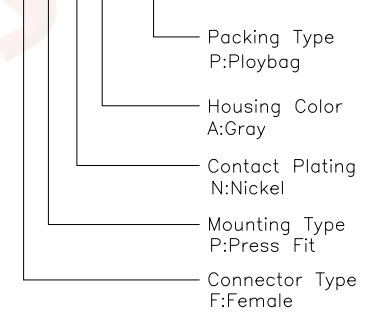 Packing Type
P:Ploybag
Housing Color
A:Gray
Contact Plating
N:Nickel
Mounting Type
P:Press Fit
Connector Type
F:Female